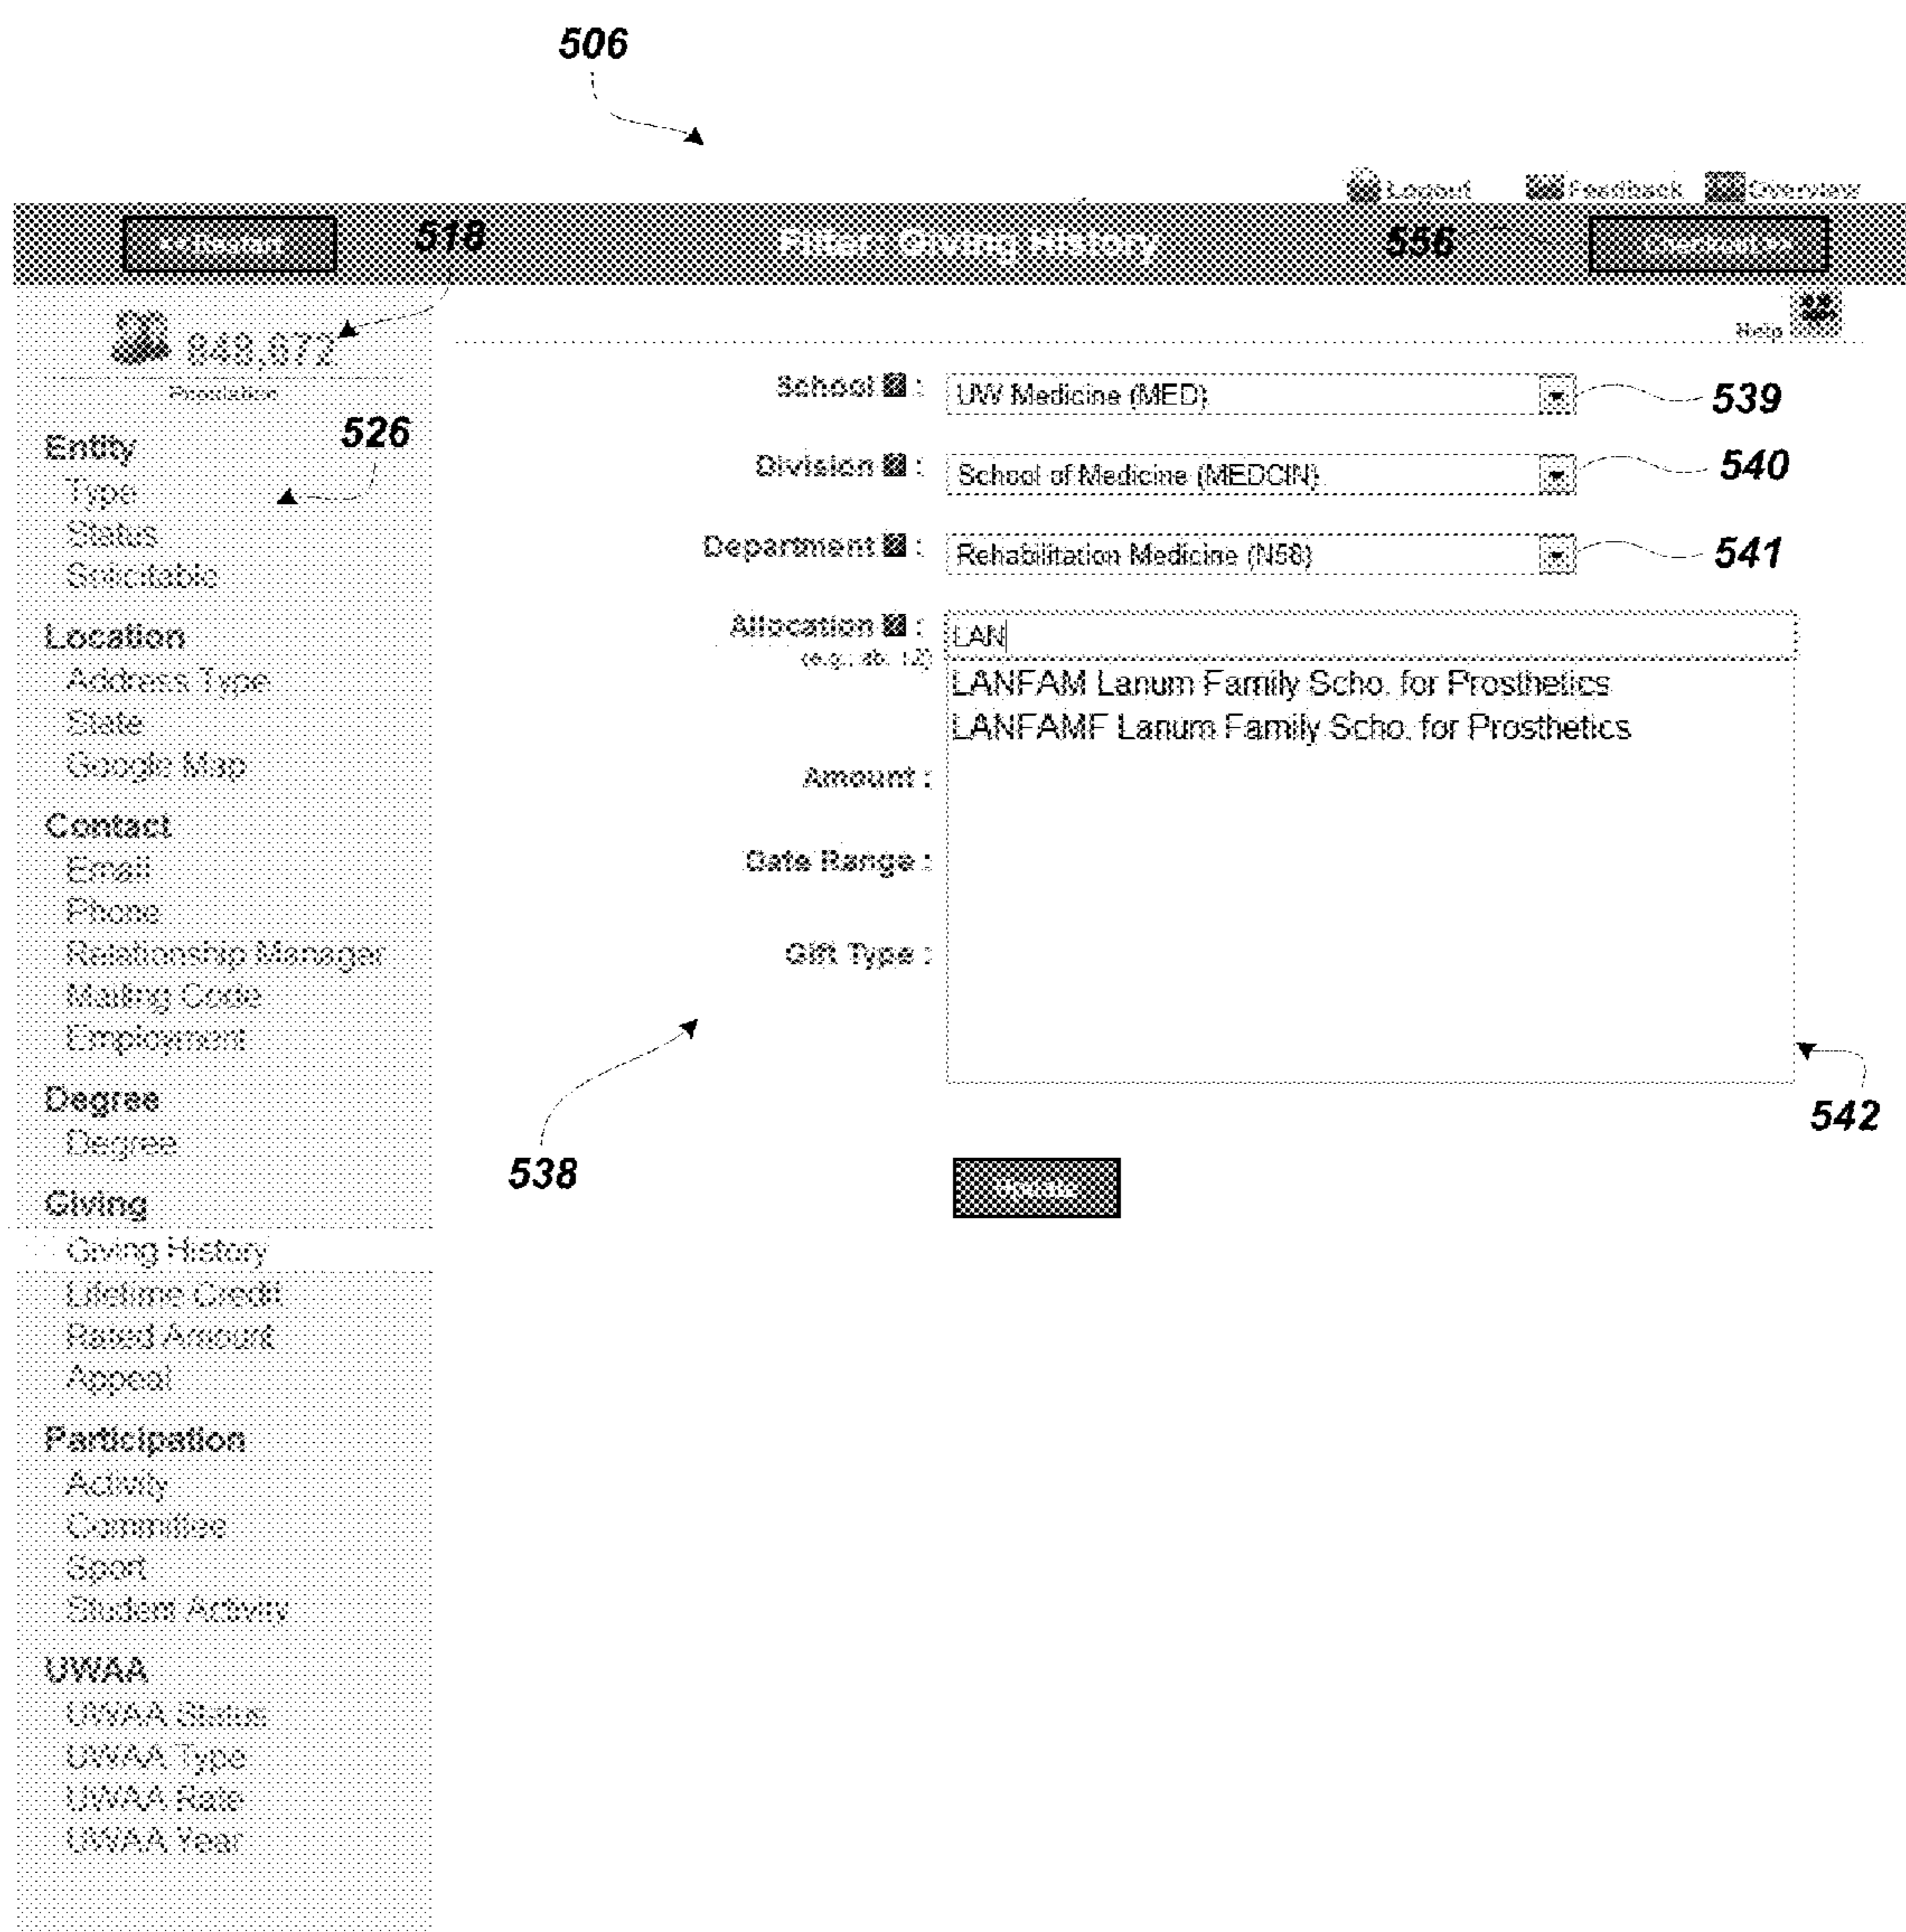 506
Logout Feedback Overview
<< Restart 518 Filter: Giving History 556 Checkout >>
Help
848,672
Population
School : UW Medicine (MED) 539
526
Entity
Division : School of Medicine (MEDCIN) 540
Type
Status
Department : Rehabilitation Medicine (N58) 541
Solicitable
Allocation : LAN
(e.g.: ab, 12)
Location
Address Type
LANFAM Lanum Family Scho. for Prosthetics
State
LANFAMF Lanum Family Scho. for Prosthetics
Google Map
Amount :
Contact
Email
Date Range :
Phone
Relationship Manager
Gift Type :
Mailing Code
Employment
Degree
542
Degree
538
Update
Giving
Giving History
Lifetime Credit
Rated Amount
Appeal
Participation
Activity
Committee
Sport
Student Activity
UWAA
UWAA Status
UWAA Type
UWAA Rate
UWAA Year